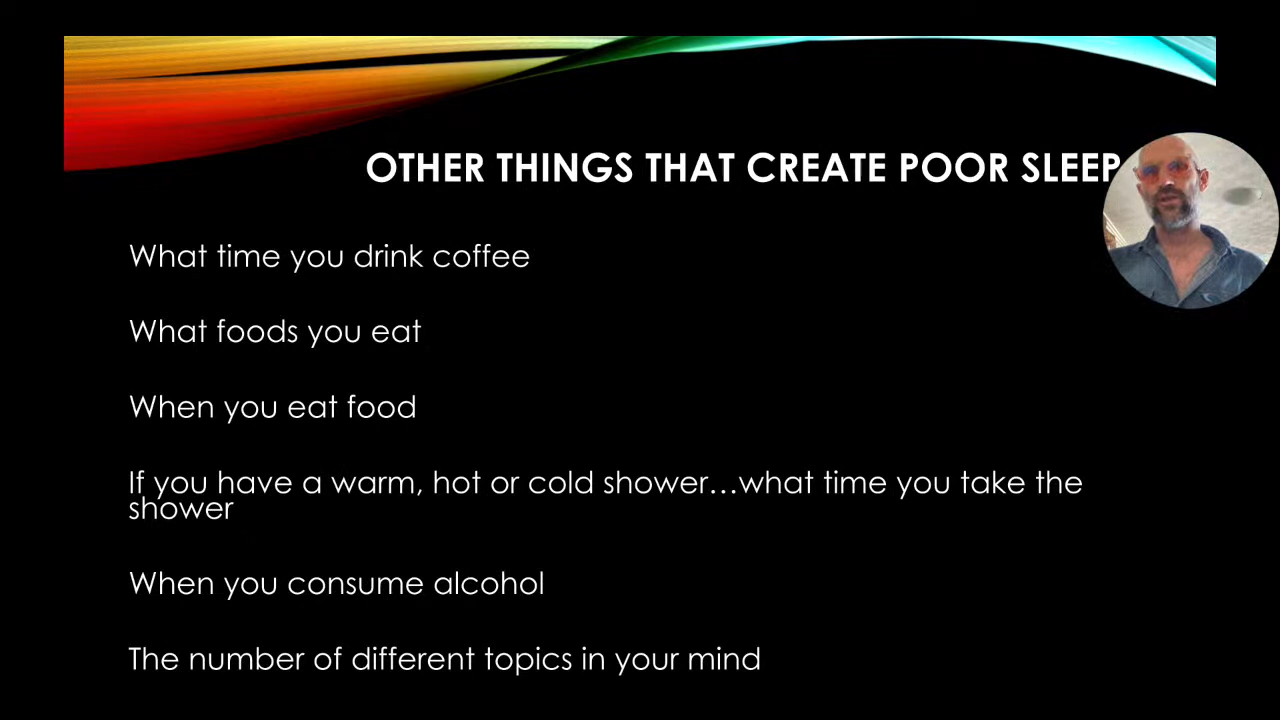 OTHER THINGS THAT CREATE POOR SLEEP
What time you drink coffee
What foods you eat
When you eat food
If you have a warm, hot or cold shower…what time you take the
shower
When you consume alcohol
The number of different topics in your mind